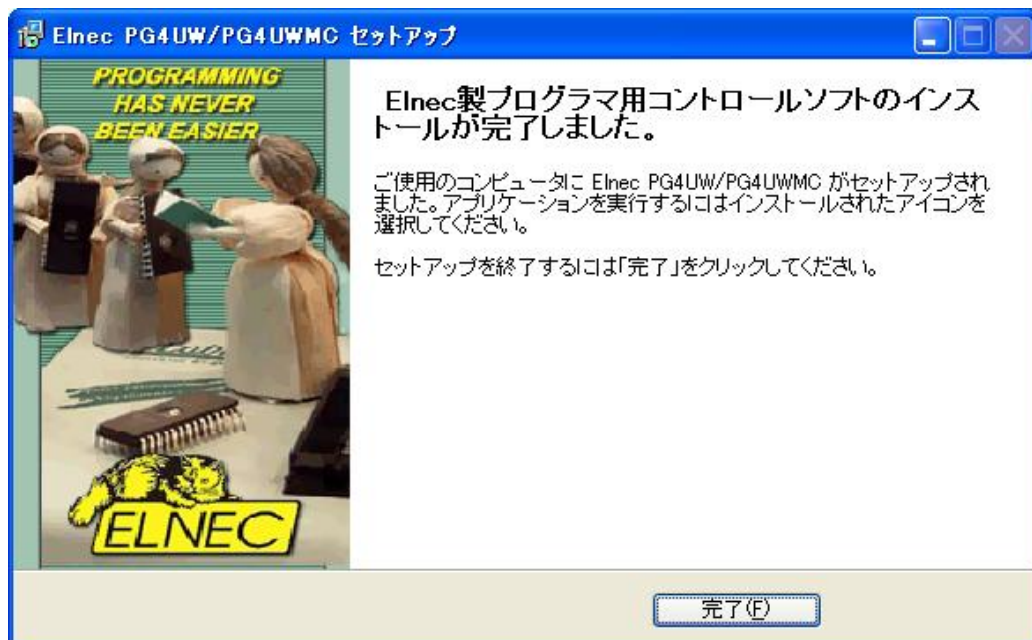 Elnec PG4UW/PG4UWMC セットアップ
PROGRAMMING
HAS NEVER
BEEN EASIER
Elnec製プログラマ用コントロールソフトのインス
トールが完了しました。
ご使用のコンピュータに Elnec PG4UW/PG4UWMC がセットアップされ
ました。アプリケーションを実行するにはインストールされたアイコンを
選択してください。
セットアップを終了するには「完了」をクリックしてください。
ELNEC
完了(F)